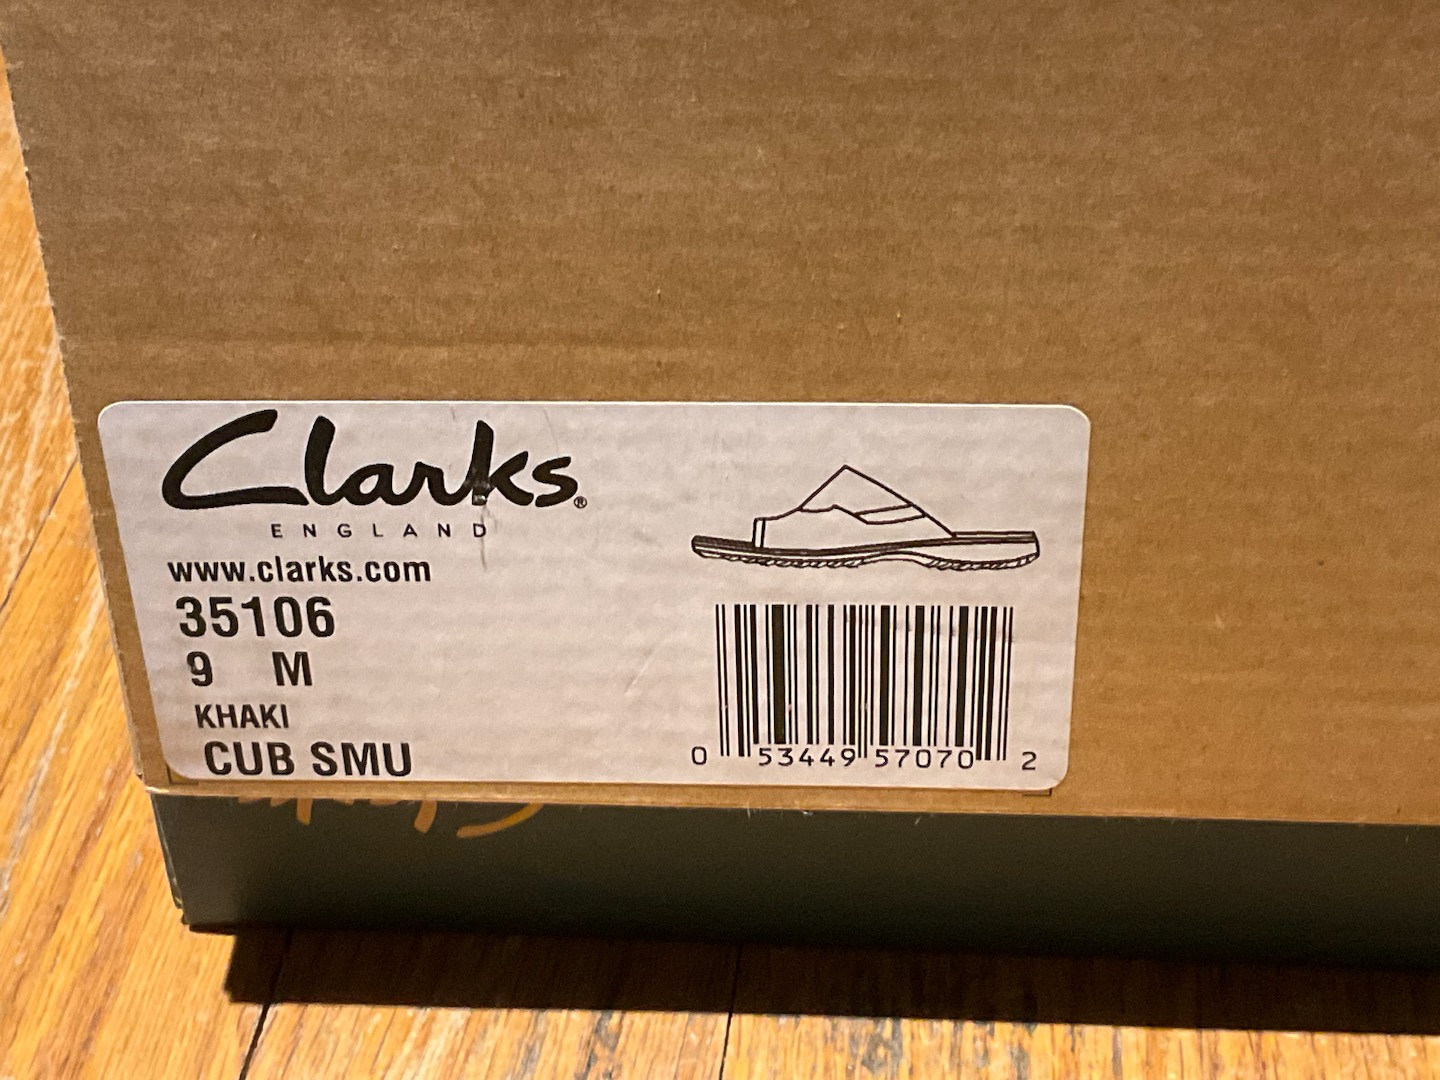 Clarks®
ENGLAND
www.clarks.com
35106
9 M
KHAKI
CUB SMU
0 53449 57070 2